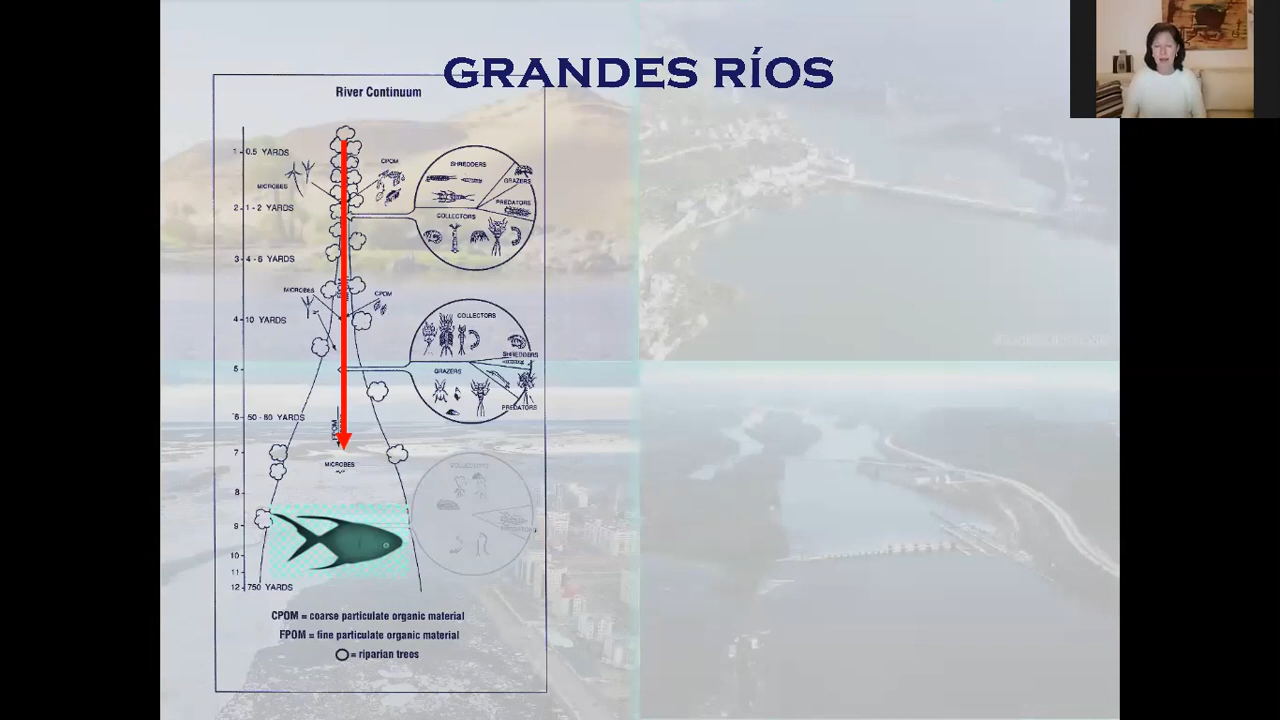 GRANDES RÍOS
River Continuum
1 0.5 YARDS
MICROBES
CPOM
SHREDDERS
GRAZERS
PREDATORS
COLLECTORS
2 1 - 2 YARDS
3 4 - 6 YARDS
MICROBES
CPOM
4 10 YARDS
COLLECTORS
SHREDDERS
GRAZERS
PREDATORS
5
6 50 - 80 YARDS
FPOM
7
MICROBES
COLLECTORS
PREDATORS
8
9
10
11
12 750 YARDS
CPOM = coarse particulate organic material
FPOM = fine particulate organic material
= riparian trees